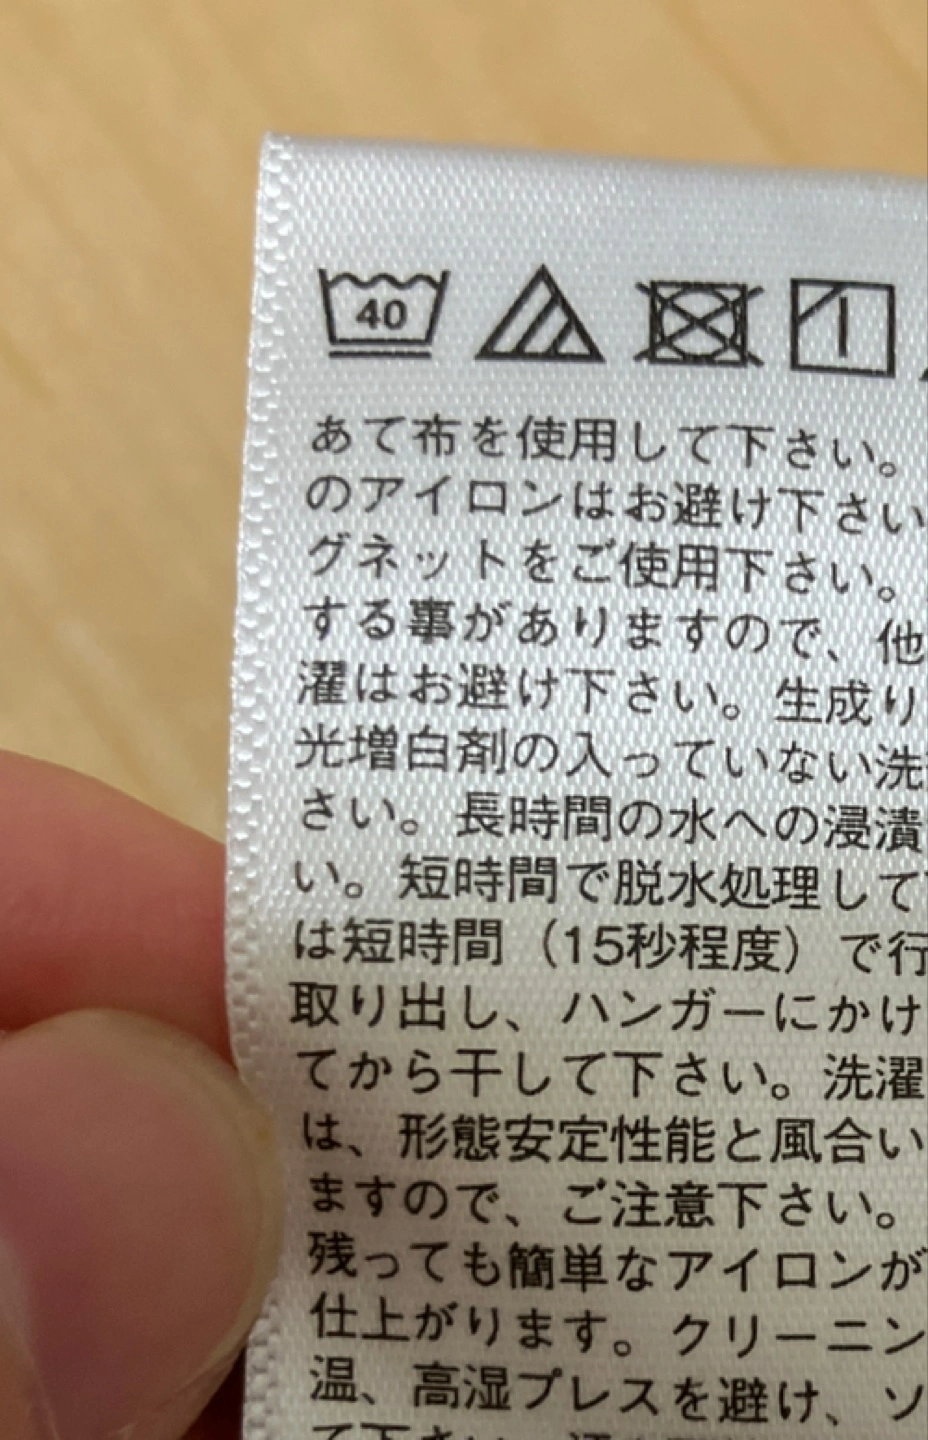 40
あて布を使用して下さい。
のアイロンはお避け下さい
グネットをご使用下さい。
する事がありますので、他
濯はお避け下さい。生成り
光増白剤の入っていない洗
さい。長時間の水への浸漬
い。短時間で脱水処理して
は短時間（15秒程度）で行
取り出し、ハンガーにかけ
てから干して下さい。洗濯
は、形態安定性能と風合い
ますので、ご注意下さい。
残っても簡単なアイロンが
仕上がります。クリーニン
温、高湿プレスを避け、ソ